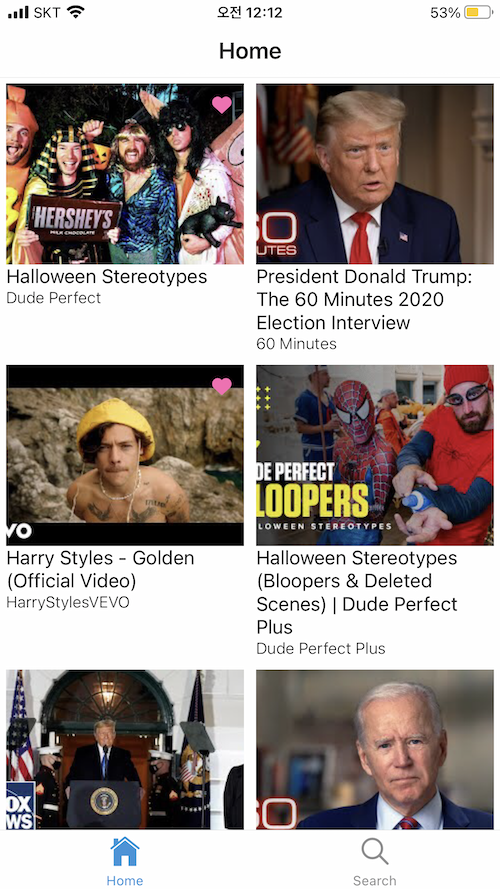 SKT
오전 12:12
53%
Home
HERSHEY'S
MILK CHOCOLATE
60
UTES
Halloween Stereotypes
Dude Perfect
President Donald Trump:
The 60 Minutes 2020
Election Interview
60 Minutes
DE PERFECT
LOOPERS
LOWEEN STEREOTYPES
VO
Harry Styles - Golden
(Official Video)
HarryStylesVEVO
Halloween Stereotypes
(Bloopers & Deleted
Scenes) | Dude Perfect
Plus
Dude Perfect Plus
OX
WS
60
Home
Search